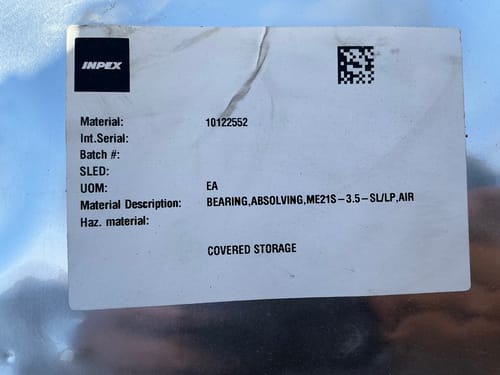 INPEX
Material: 10122552
Int.Serial:
Batch #:
SLED:
UOM: EA
Material Description: BEARING,ABSOLVING,ME21S-3.5-SL/LP,AIR
Haz. material:
COVERED STORAGE